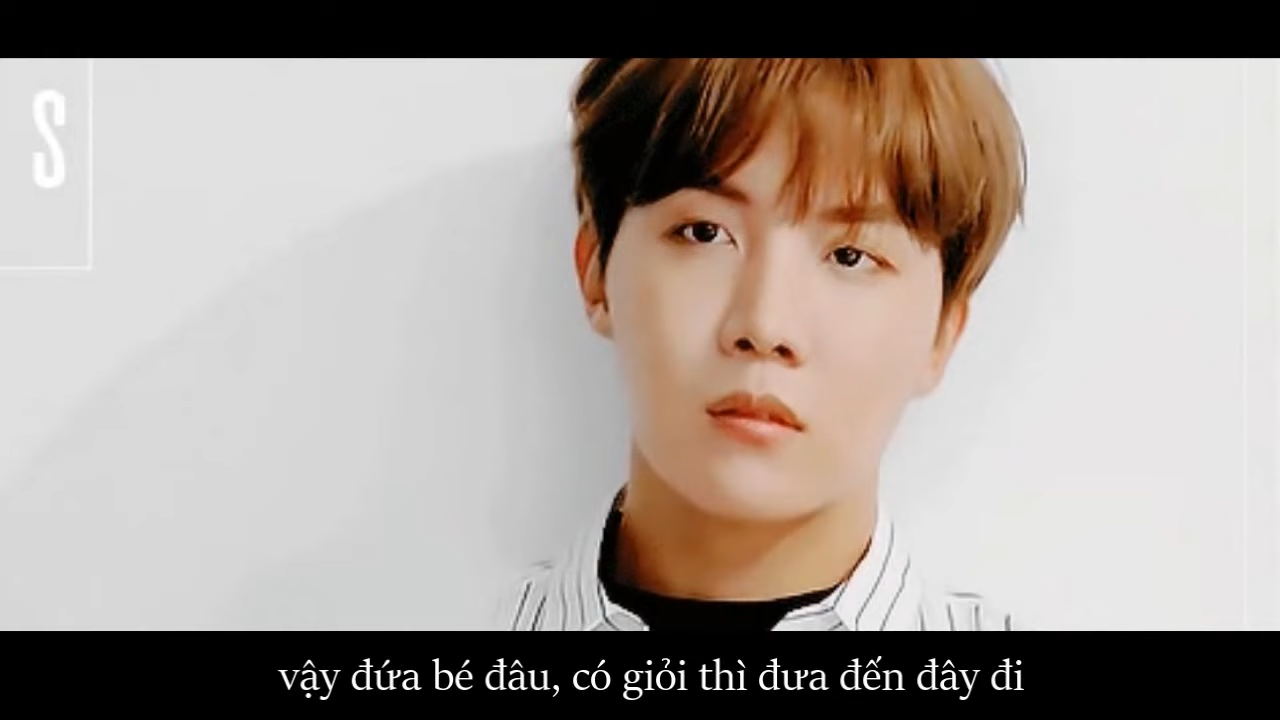 S
vậy đứa bé đâu, có giỏi thì đưa đến đây đi